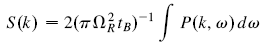 S(k) = 2(πΩ_R^2 t_B)^{-1} ∫ P(k, ω) dω